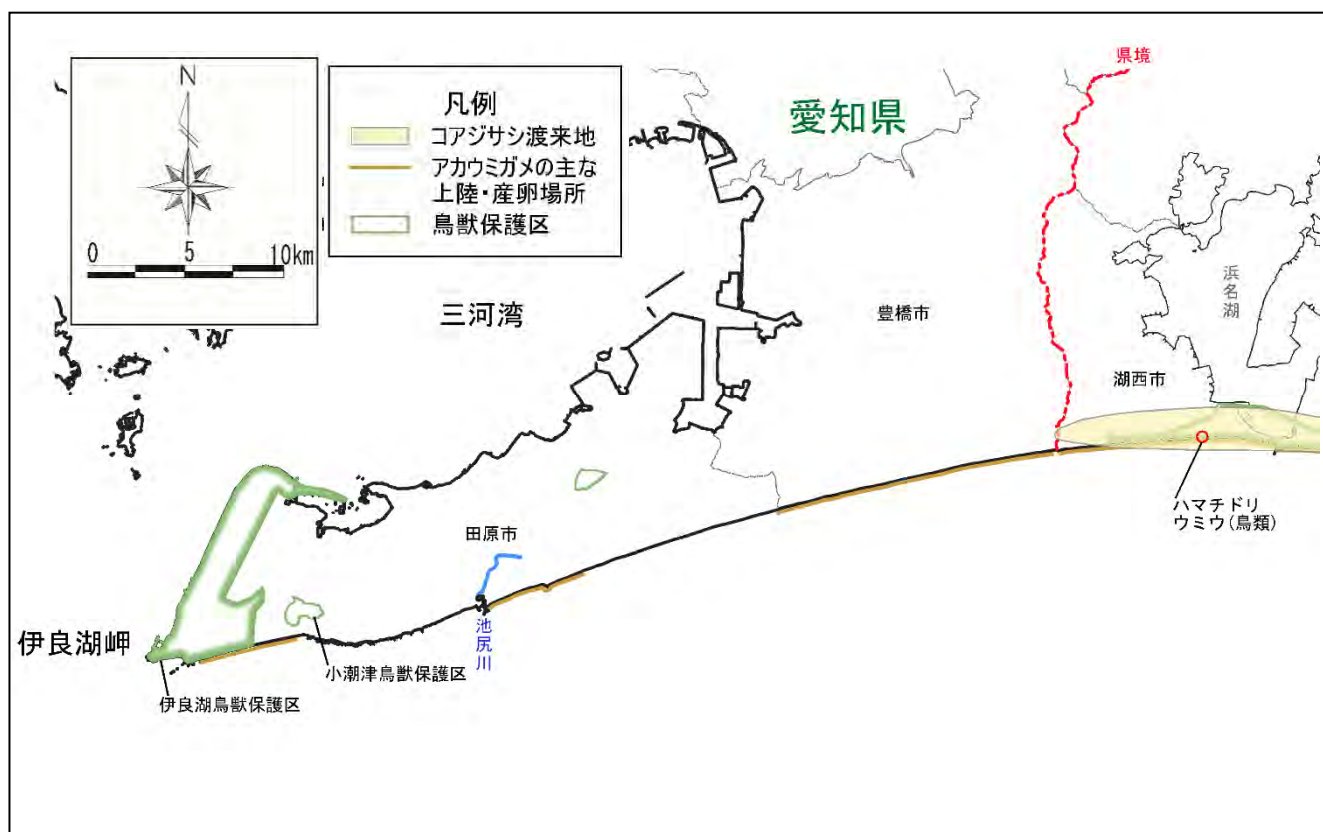 N
0 5 10km
凡例
コアジサシ渡来地
アカウミガメの主な
上陸・産卵場所
鳥獣保護区
県境
愛知県
三河湾
豊橋市
浜名湖
湖西市
ハマチドリ
ウミウ(鳥類)
田原市
池尻川
伊良湖岬
小潮津鳥獣保護区
伊良湖鳥獣保護区